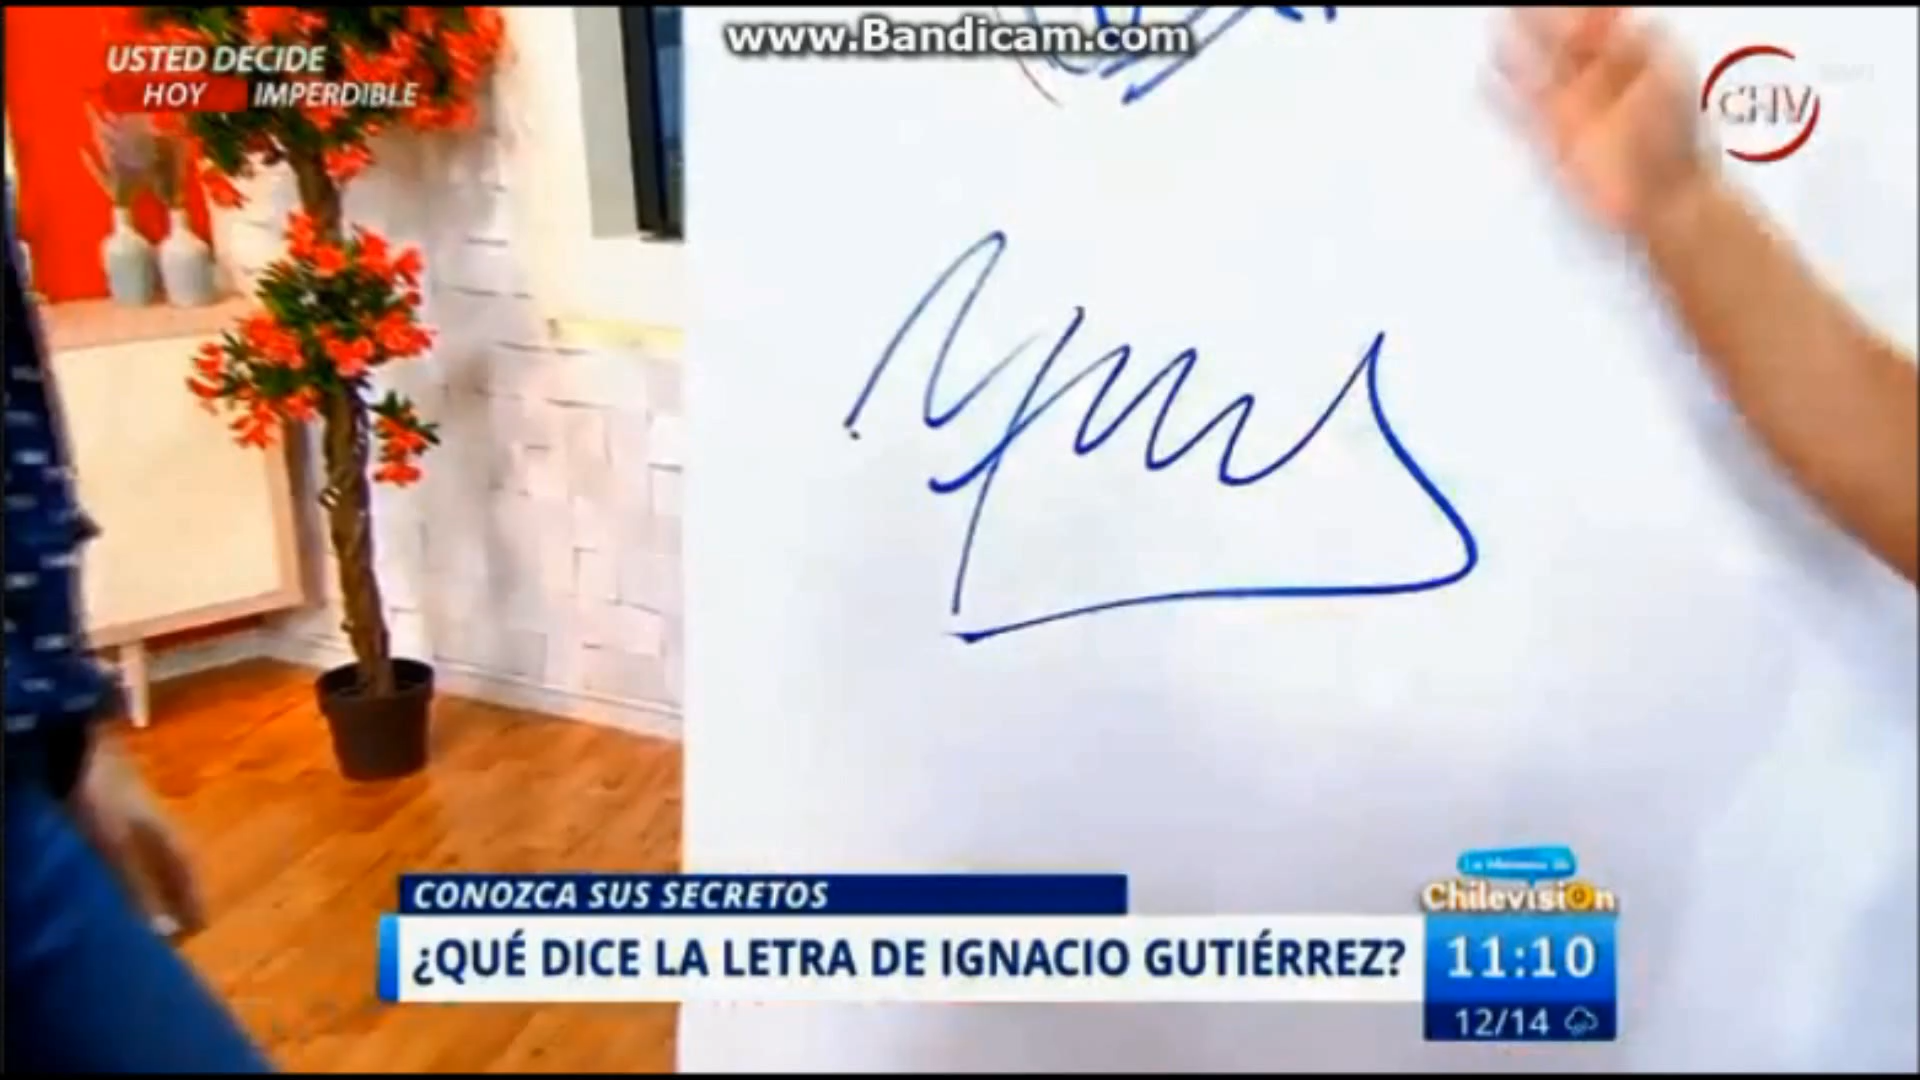 www.Bandicam.com
USTED DECIDE
HOY IMPERDIBLE
CHV
CONOZCA SUS SECRETOS
¿QUÉ DICE LA LETRA DE IGNACIO GUTIÉRREZ?
Chilevisión
11:10
12/14